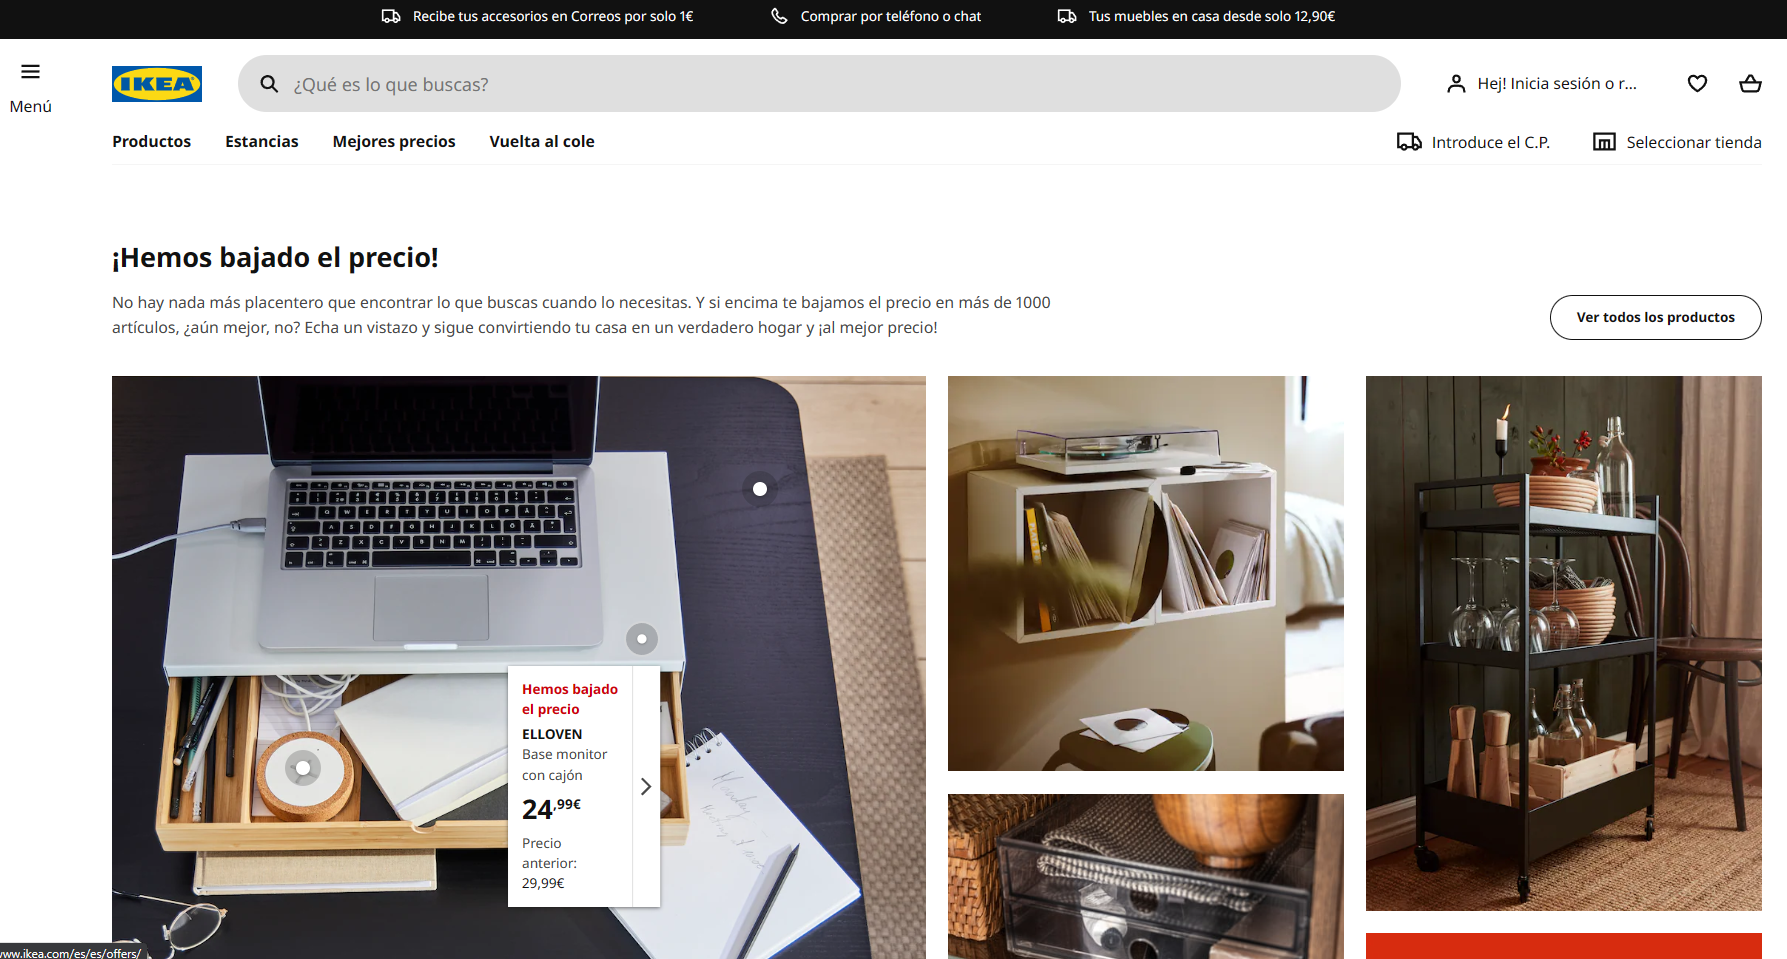 Recibe tus accesorios en Correos por solo 1€
Comprar por teléfono o chat
Tus muebles en casa desde solo 12,90€
Menú
IKEA
¿Qué es lo que buscas?
Hej! Inicia sesión o r...
Productos
Estancias
Mejores precios
Vuelta al cole
Introduce el C.P.
Seleccionar tienda
¡Hemos bajado el precio!
No hay nada más placentero que encontrar lo que buscas cuando lo necesitas. Y si encima te bajamos el precio en más de 1000
artículos, ¿aún mejor, no? Echa un vistazo y sigue convirtiendo tu casa en un verdadero hogar y ¡al mejor precio!
Ver todos los productos
Hemos bajado
el precio
ELLOVEN
Base monitor
con cajón
24,99€
Precio
anterior:
29,99€
www.ikea.com/es/es/offers/